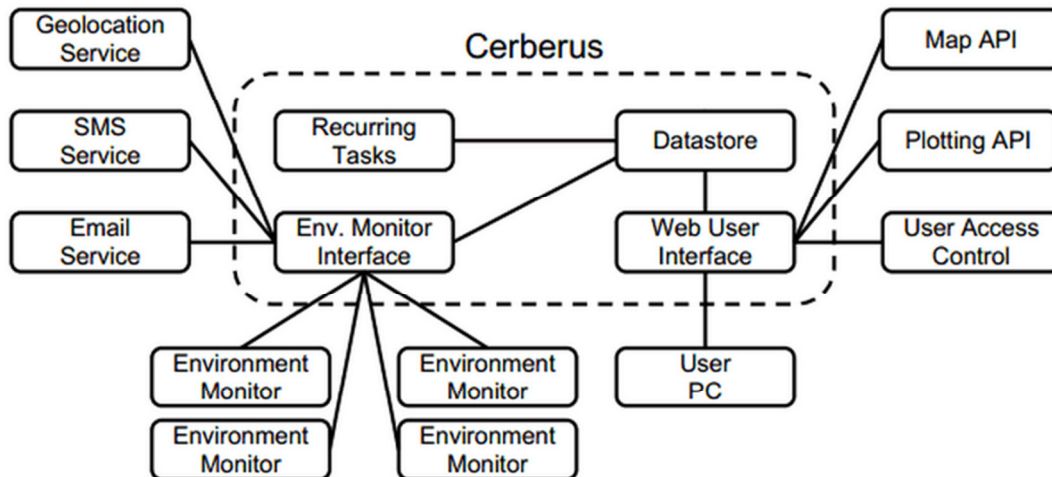 Geolocation
Service
Cerberus
Map API
SMS
Service
Recurring
Tasks
Datastore
Plotting API
Email
Service
Env. Monitor
Interface
Web User
Interface
User Access
Control
Environment
Monitor
Environment
Monitor
User
PC
Environment
Monitor
Environment
Monitor